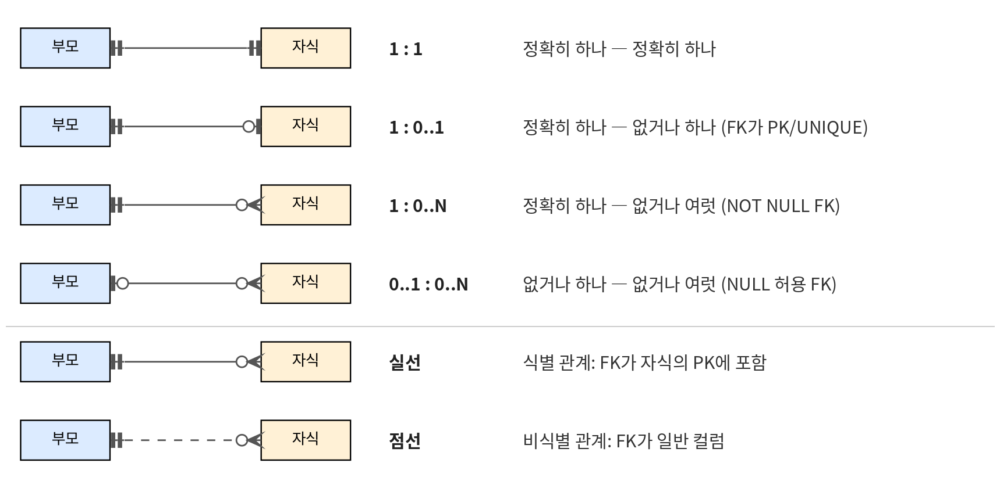 부모 자식 1 : 1 정확히 하나 — 정확히 하나
부모 자식 1 : 0..1 정확히 하나 — 없거나 하나 (FK가 PK/UNIQUE)
부모 자식 1 : 0..N 정확히 하나 — 없거나 여럿 (NOT NULL FK)
부모 자식 0..1 : 0..N 없거나 하나 — 없거나 여럿 (NULL 허용 FK)
부모 자식 실선 식별 관계: FK가 자식의 PK에 포함
부모 자식 점선 비식별 관계: FK가 일반 컬럼